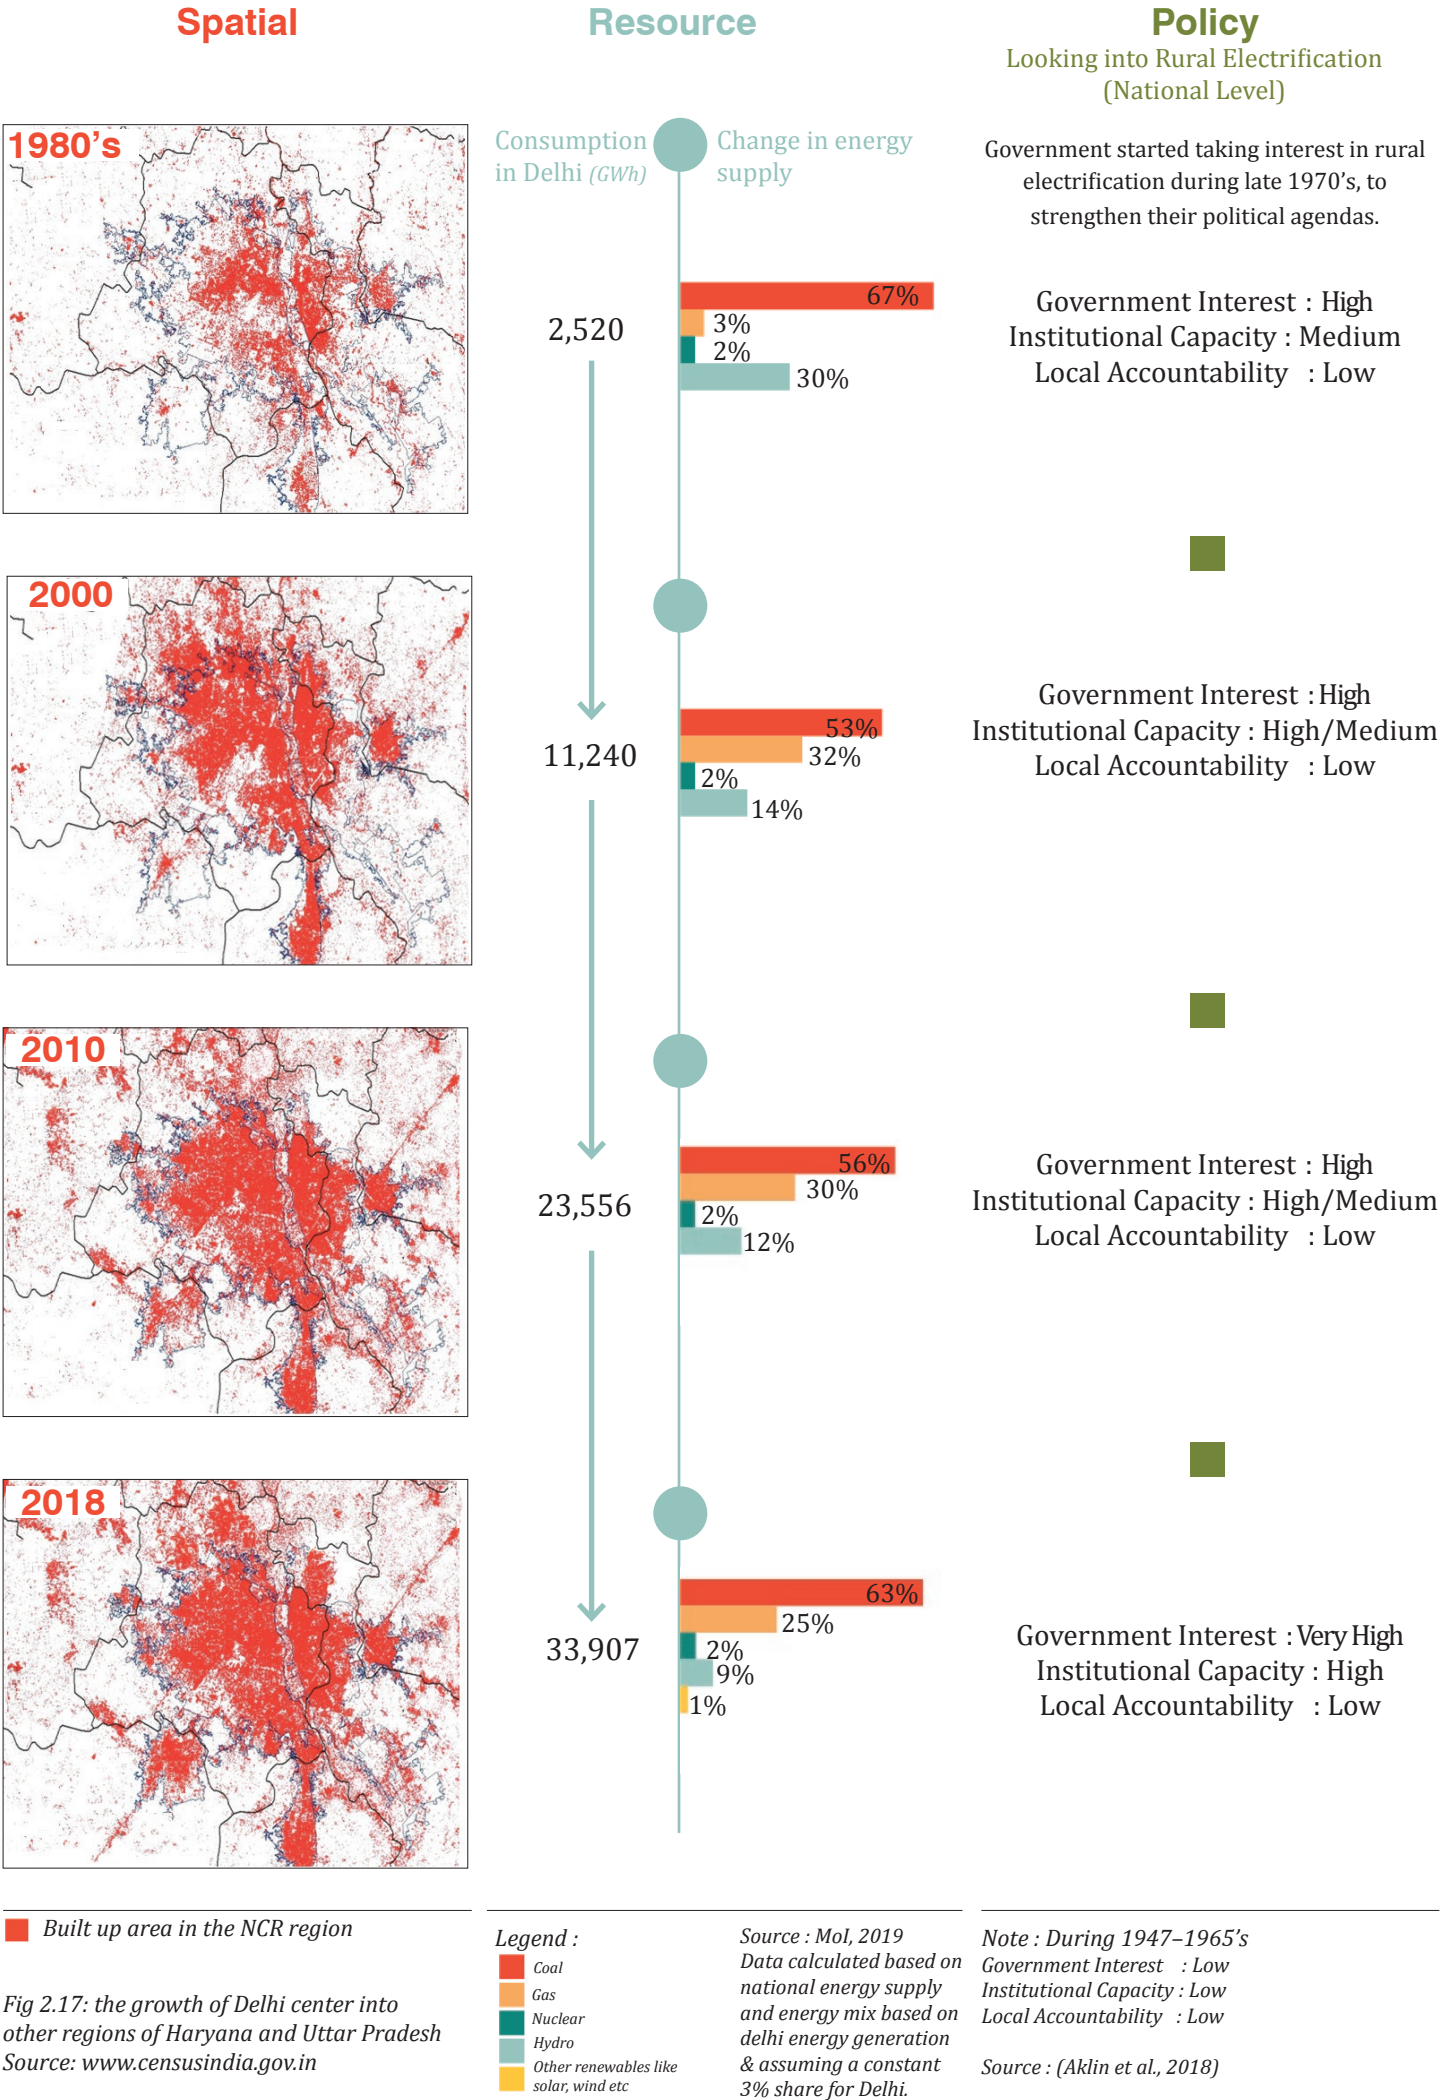 Spatial
Resource
Policy
Looking into Rural Electrification
(National Level)
1980's
Consumption
in Delhi (GWh)
Change in energy
supply
Government started taking interest in rural
electrification during late 1970's, to
strengthen their political agendas.
2,520
67%
3%
2%
30%
Government Interest : High
Institutional Capacity : Medium
Local Accountability : Low
2000
11,240
53%
32%
2%
14%
Government Interest : High
Institutional Capacity : High/Medium
Local Accountability : Low
2010
23,556
56%
30%
2%
12%
Government Interest : High
Institutional Capacity : High/Medium
Local Accountability : Low
2018
33,907
63%
25%
2%
9%
1%
Government Interest : Very High
Institutional Capacity : High
Local Accountability : Low
Built up area in the NCR region
Fig 2.17: the growth of Delhi center into
other regions of Haryana and Uttar Pradesh
Source: www.censusindia.gov.in
Legend :
Coal
Gas
Nuclear
Hydro
Other renewables like
solar, wind etc
Source : MoI, 2019
Data calculated based on
national energy supply
and energy mix based on
delhi energy generation
& assuming a constant
3% share for Delhi.
Note : During 1947–1965's
Government Interest : Low
Institutional Capacity : Low
Local Accountability : Low
Source : (Aklin et al., 2018)